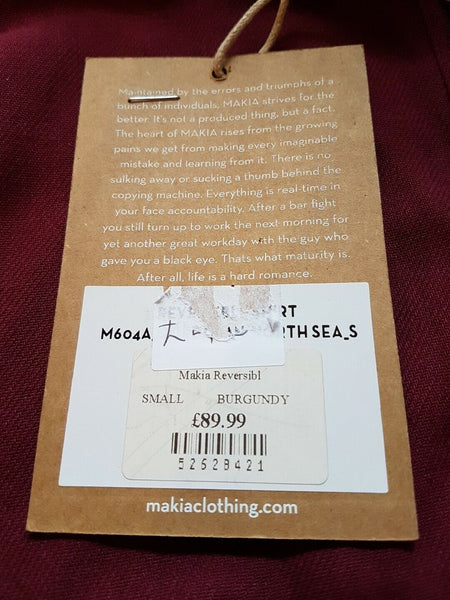 Maintained by the errors and triumphs of a
bunch of individuals, MAKIA strives for the
better. It's not a produced thing, but a fact.
The heart of MAKIA rises from the growing
pains we get from making every imaginable
mistake and learning from it. There is no
sulking away or sucking a thumb behind the
copying machine. Everything is real-time in
your face accountability. After a bar fight
you still turn up to work the next morning for
yet another great workday with the guy who
gave you a black eye. Thats what maturity is.
After all, life is a hard romance.
M604A
SEA_S
Makia Reversibl
SMALL BURGUNDY
£89.99
52628421
makiaclothing.com